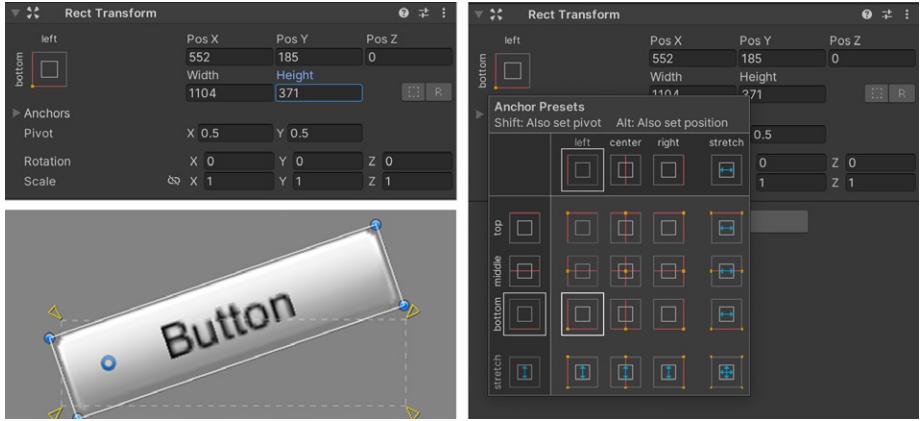 Rect Transform
left
bottom
Pos X Pos Y Pos Z
552 185 0
Width Height
1104 371
R
Anchors
Pivot X 0.5 Y 0.5
Rotation X 0 Y 0 Z 0
Scale X 1 Y 1 Z 1
Button
Rect Transform
left
bottom
Pos X Pos Y Pos Z
552 185 0
Width Height
1104 371
R
Anchor Presets
Shift: Also set pivot Alt: Also set position
left center right stretch
top
middle
bottom
stretch
0.5
0 Z 0
1 Z 1